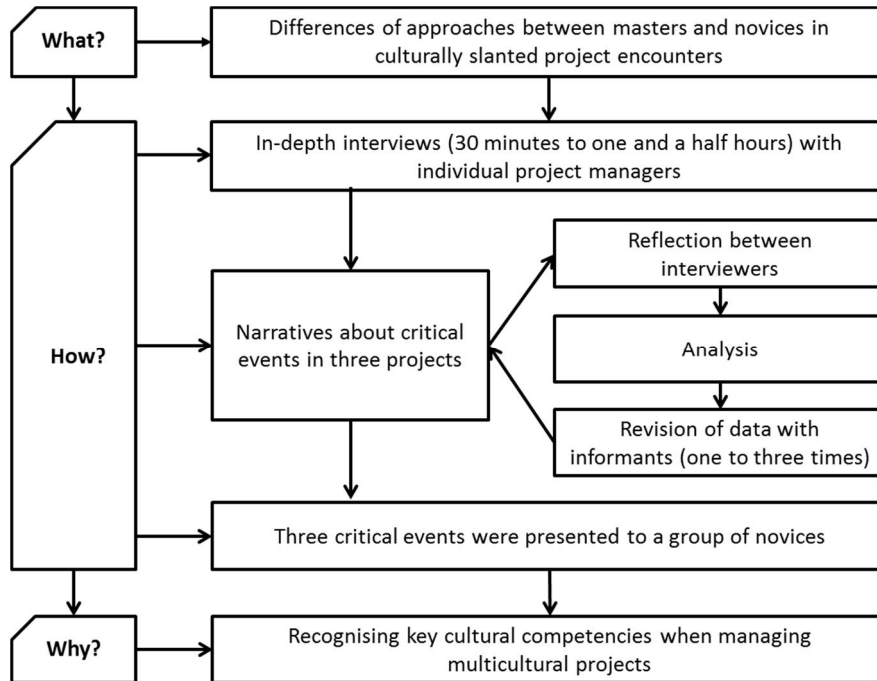 What?
Differences of approaches between masters and novices in
culturally slanted project encounters
How?
In-depth interviews (30 minutes to one and a half hours) with
individual project managers
Narratives about critical
events in three projects
Reflection between
interviewers
Analysis
Revision of data with
informants (one to three times)
Three critical events were presented to a group of novices
Why?
Recognising key cultural competencies when managing
multicultural projects